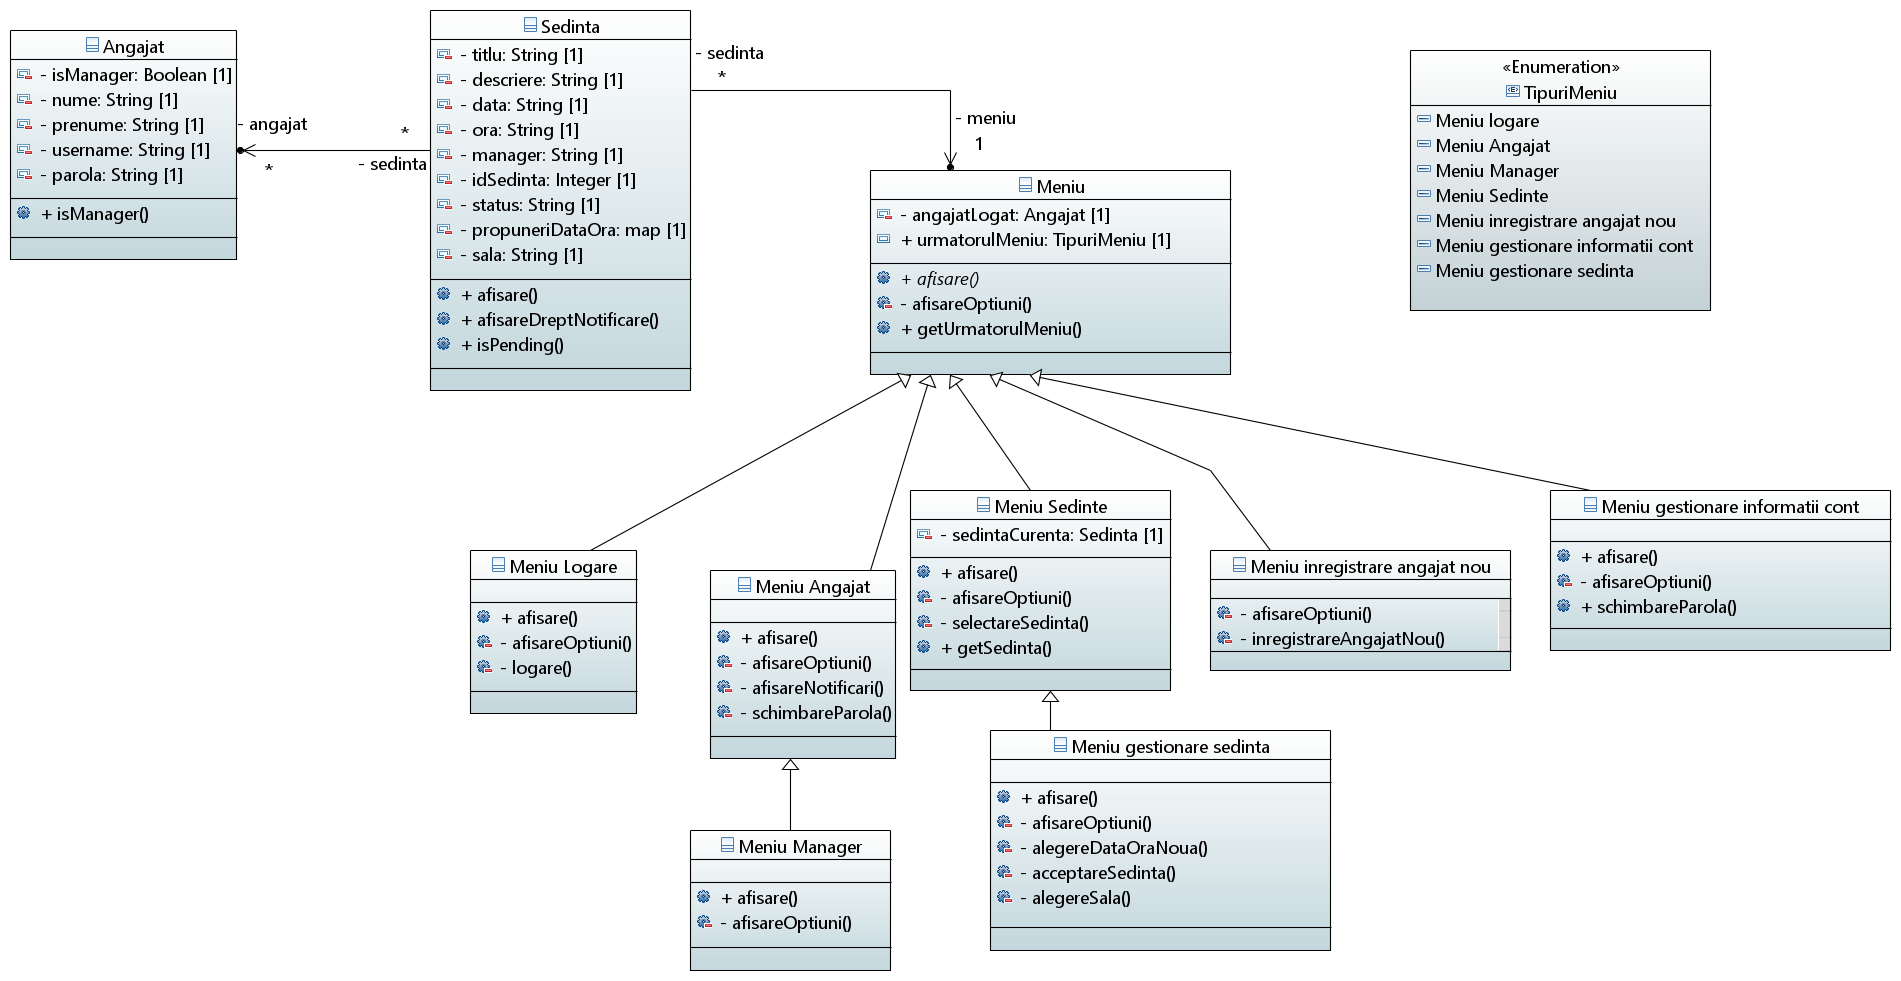 Angajat
- isManager: Boolean [1]
- nume: String [1]
- prenume: String [1]
- username: String [1]
- parola: String [1]
+ isManager()
- angajat
*
*
- sedinta
Sedinta
- titlu: String [1]
- descriere: String [1]
- data: String [1]
- ora: String [1]
- manager: String [1]
- idSedinta: Integer [1]
- status: String [1]
- propuneriDataOra: map [1]
- sala: String [1]
+ afisare()
+ afisareDreptNotificare()
+ isPending()
- sedinta
*
- meniu
1
Meniu
- angajatLogat: Angajat [1]
+ urmatorulMeniu: TipuriMeniu [1]
+ afisare()
- afisareOptiuni()
+ getUrmatorulMeniu()
«Enumeration»
TipuriMeniu
Meniu logare
Meniu Angajat
Meniu Manager
Meniu Sedinte
Meniu inregistrare angajat nou
Meniu gestionare informatii cont
Meniu gestionare sedinta
Meniu Logare
+ afisare()
- afisareOptiuni()
- logare()
Meniu Angajat
+ afisare()
- afisareOptiuni()
- afisareNotificari()
- schimbareParola()
Meniu Sedinte
- sedintaCurenta: Sedinta [1]
+ afisare()
- afisareOptiuni()
- selectareSedinta()
+ getSedinta()
Meniu inregistrare angajat nou
- afisareOptiuni()
- inregistrareAngajatNou()
Meniu gestionare informatii cont
+ afisare()
- afisareOptiuni()
+ schimbareParola()
Meniu Manager
+ afisare()
- afisareOptiuni()
Meniu gestionare sedinta
+ afisare()
- afisareOptiuni()
- alegereDataOraNoua()
- acceptareSedinta()
- alegereSala()